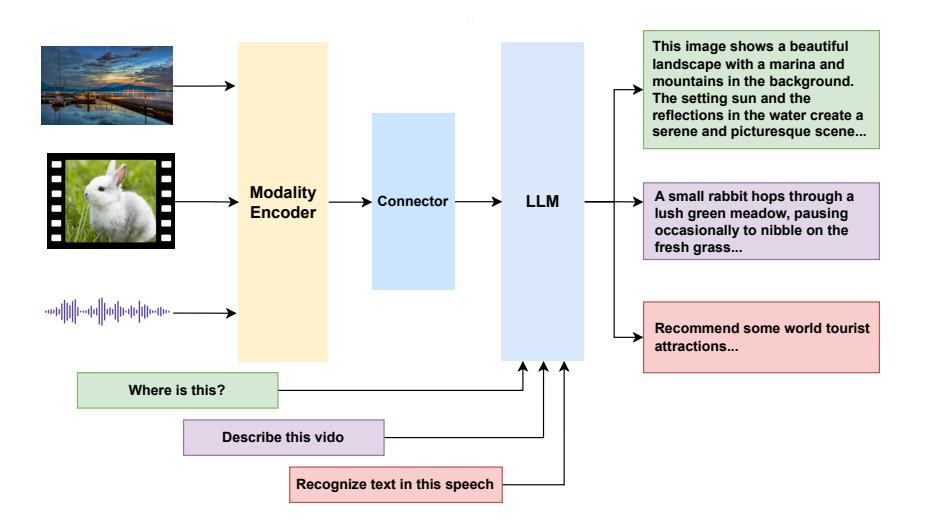 This image shows a beautiful
landscape with a marina and
mountains in the background.
The setting sun and the
reflections in the water create a
serene and picturesque scene...
Modality
Encoder
Connector
LLM
A small rabbit hops through a
lush green meadow, pausing
occasionally to nibble on the
fresh grass...
Recommend some world tourist
attractions...
Where is this?
Describe this vido
Recognize text in this speech